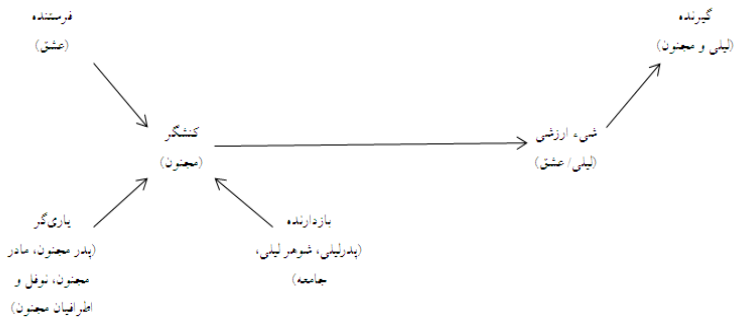 فرستنده
(عشق)
گیرنده
(لیلی و مجنون)
کنشگر
(مجنون)
شیء ارزشی
(لیلی/ عشق)
یاری‌گر
(پدر مجنون، مادر
مجنون، نوفل و
اطرافیان مجنون)
بازدارنده
(پدرلیلی، شوهر لیلی،
جامعه)